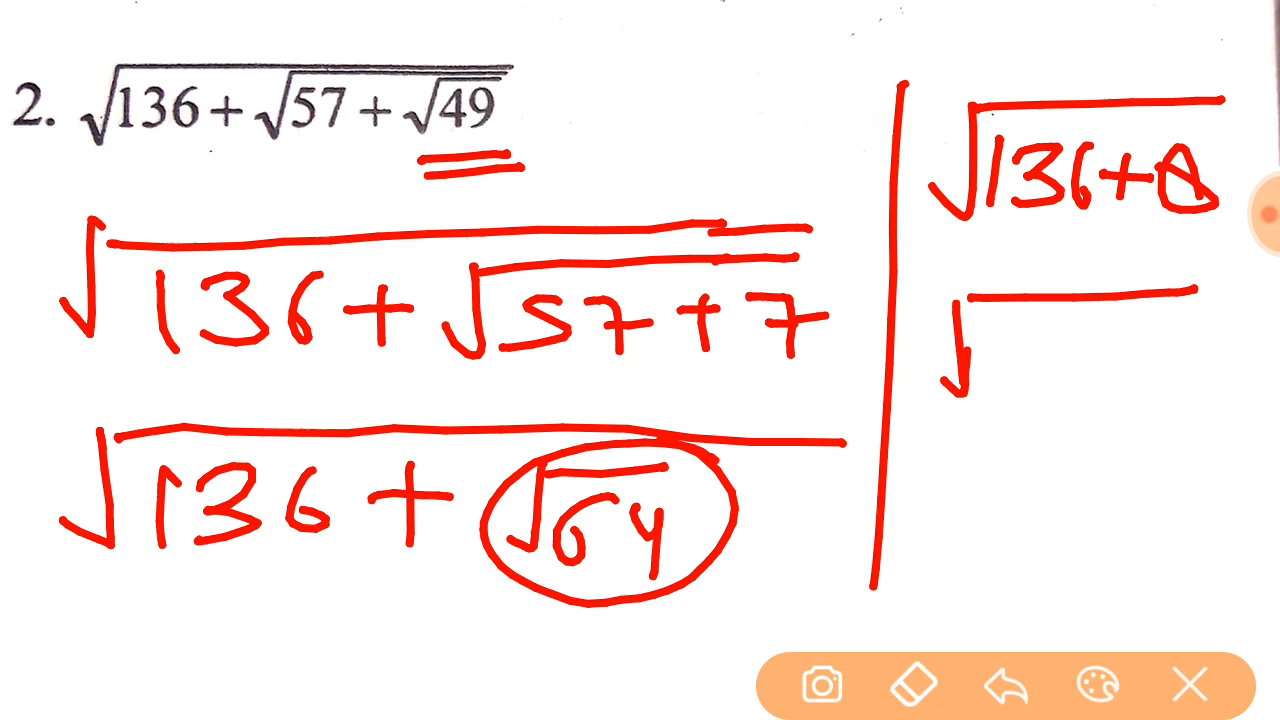 2. √136 + √57 + √49
√136 + √57 + 7
√136 + √64
√136 + 8
√